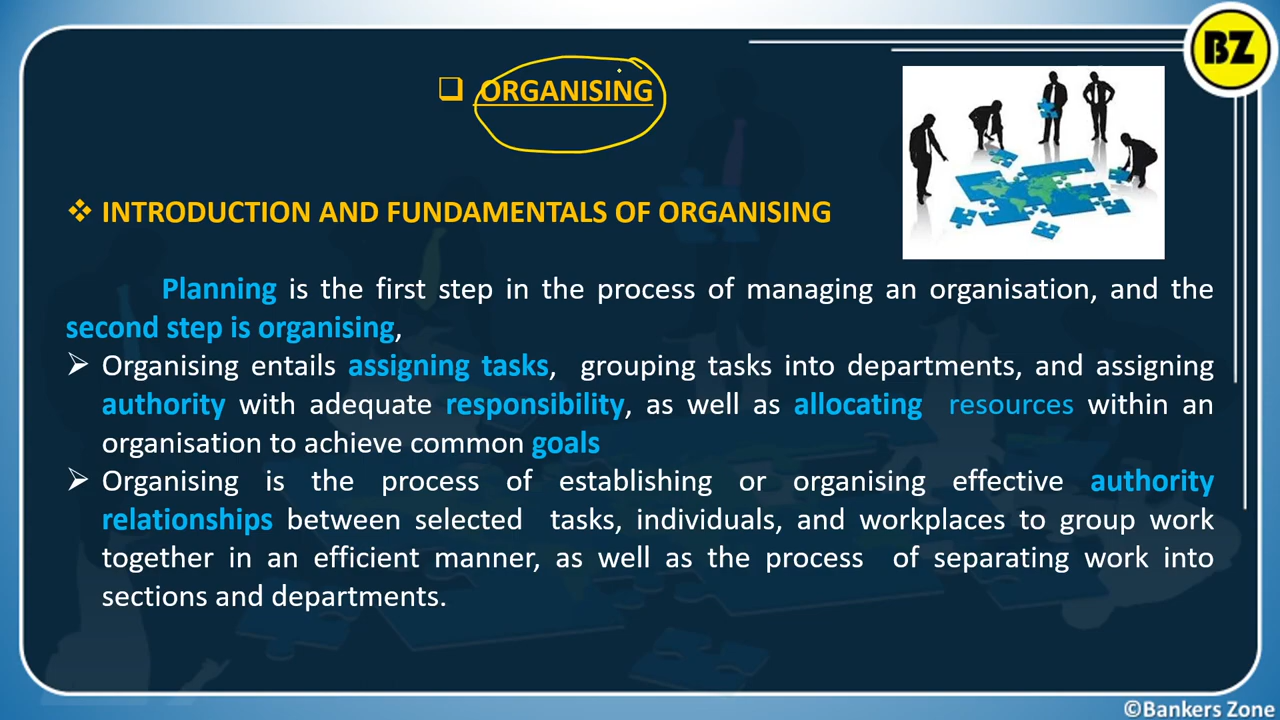 BZ
ORGANISING
INTRODUCTION AND FUNDAMENTALS OF ORGANISING
Planning is the first step in the process of managing an organisation, and the
second step is organising,
Organising entails assigning tasks, grouping tasks into departments, and assigning
authority with adequate responsibility, as well as allocating resources within an
organisation to achieve common goals
Organising is the process of establishing or organising effective authority
relationships between selected tasks, individuals, and workplaces to group work
together in an efficient manner, as well as the process of separating work into
sections and departments.
©Bankers Zone